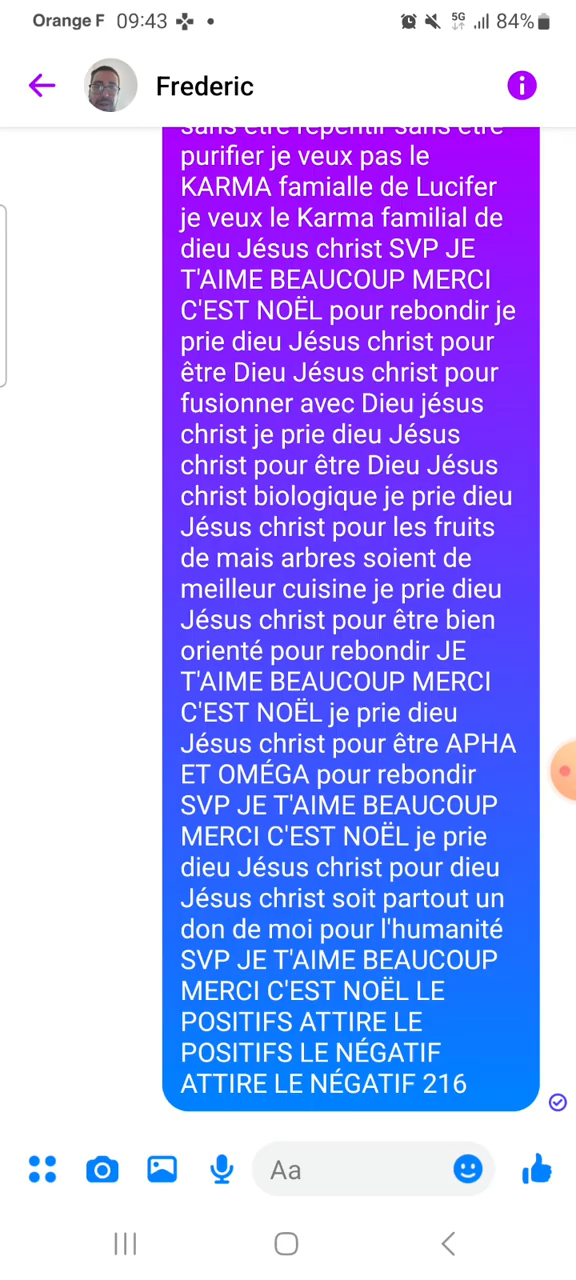 Orange F 09:43
5G 84%
Frederic
sans être repentir sans être
purifier je veux pas le
KARMA famialle de Lucifer
je veux le Karma familial de
dieu Jésus christ SVP JE
T'AIME BEAUCOUP MERCI
C'EST NOËL pour rebondir je
prie dieu Jésus christ pour
être Dieu Jésus christ pour
fusionner avec Dieu jésus
christ je prie dieu Jésus
christ pour être Dieu Jésus
christ biologique je prie dieu
Jésus christ pour les fruits
de mais arbres soient de
meilleur cuisine je prie dieu
Jésus christ pour être bien
orienté pour rebondir JE
T'AIME BEAUCOUP MERCI
C'EST NOËL je prie dieu
Jésus christ pour être APHA
ET OMÉGA pour rebondir
SVP JE T'AIME BEAUCOUP
MERCI C'EST NOËL je prie
dieu Jésus christ pour dieu
Jésus christ soit partout un
don de moi pour l'humanité
SVP JE T'AIME BEAUCOUP
MERCI C'EST NOËL LE
POSITIFS ATTIRE LE
POSITIFS LE NÉGATIF
ATTIRE LE NÉGATIF 216
Aa